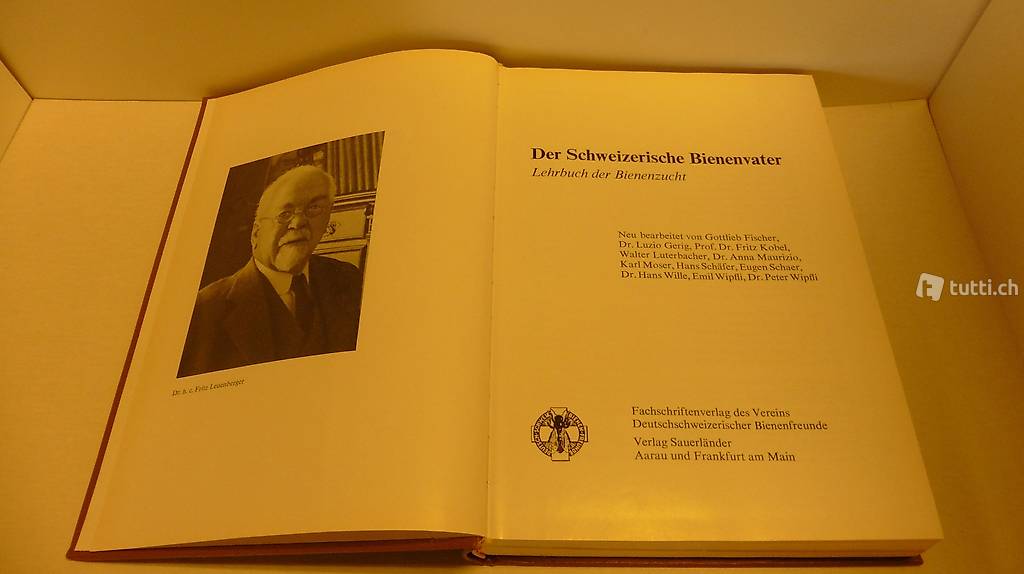 Dr. h. c. Fritz Leuenberger
Der Schweizerische Bienenvater
Lehrbuch der Bienenzucht
Neu bearbeitet von Gottlieb Fischer,
Dr. Luzio Gerig, Prof. Dr. Fritz Kobel,
Walter Luterbacher, Dr. Anna Maurizio,
Karl Moser, Hans Schäfer, Eugen Schaer,
Dr. Hans Wille, Emil Wipfli, Dr. Peter Wipfli
Fachschriftenverlag des Vereins
Deutschschweizerischer Bienenfreunde
Verlag Sauerländer
Aarau und Frankfurt am Main
tutti.ch